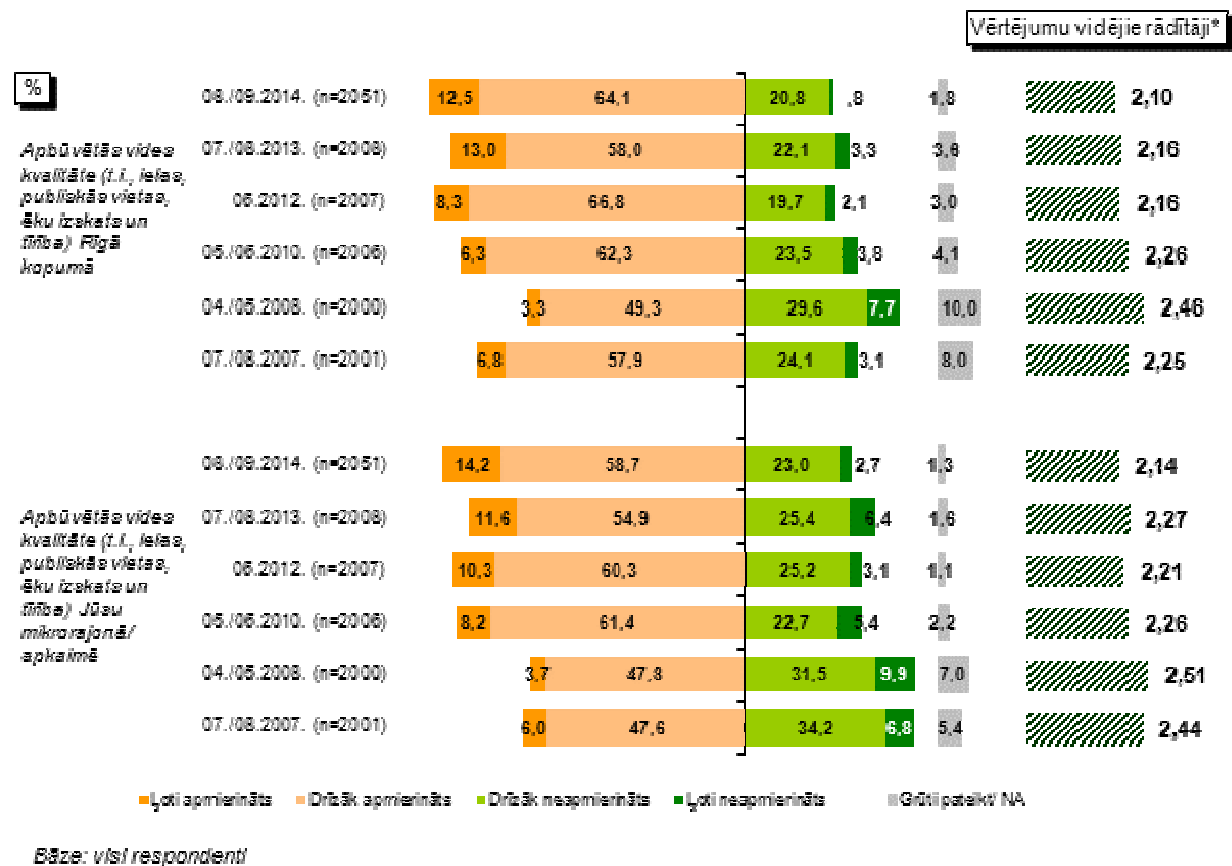 Vērtējumu vidējie rādītāji*
%
Apbūvētās vides
kvalitāte (t.i., ielas,
publiskās vietas,
ēku izskats un
tīrība) Rīgā
kopumā
08./09.2014. (n=2051) 12,5 64,1 20,8 ,8 1,8 2,10
07./08.2013. (n=2008) 13,0 58,0 22,1 3,3 3,6 2,16
06.2012. (n=2007) 8,3 66,8 19,7 2,1 3,0 2,16
05./06.2010. (n=2006) 6,3 62,3 23,5 3,8 4,1 2,26
04./05.2008. (n=2000) 3,3 49,3 29,6 7,7 10,0 2,46
07./08.2007. (n=2001) 6,8 57,9 24,1 3,1 8,0 2,25
Apbūvētās vides
kvalitāte (t.i., ielas,
publiskās vietas,
ēku izskats un
tīrība) Jūsu
mikrorajonā/
apkaimē
08./09.2014. (n=2051) 14,2 58,7 23,0 2,7 1,3 2,14
07./08.2013. (n=2008) 11,6 54,9 25,4 6,4 1,6 2,27
06.2012. (n=2007) 10,3 60,3 25,2 3,1 1,1 2,21
05./06.2010. (n=2006) 8,2 61,4 22,7 5,4 2,2 2,26
04./05.2008. (n=2000) 3,7 47,8 31,5 9,9 7,0 2,51
07./08.2007. (n=2001) 6,0 47,6 34,2 6,8 5,4 2,44
Ļoti apmierināts Drīzāk apmierināts Drīzāk neapmierināts Ļoti neapmierināts Grūti pateikt/ NA
Bāze: visi respondenti